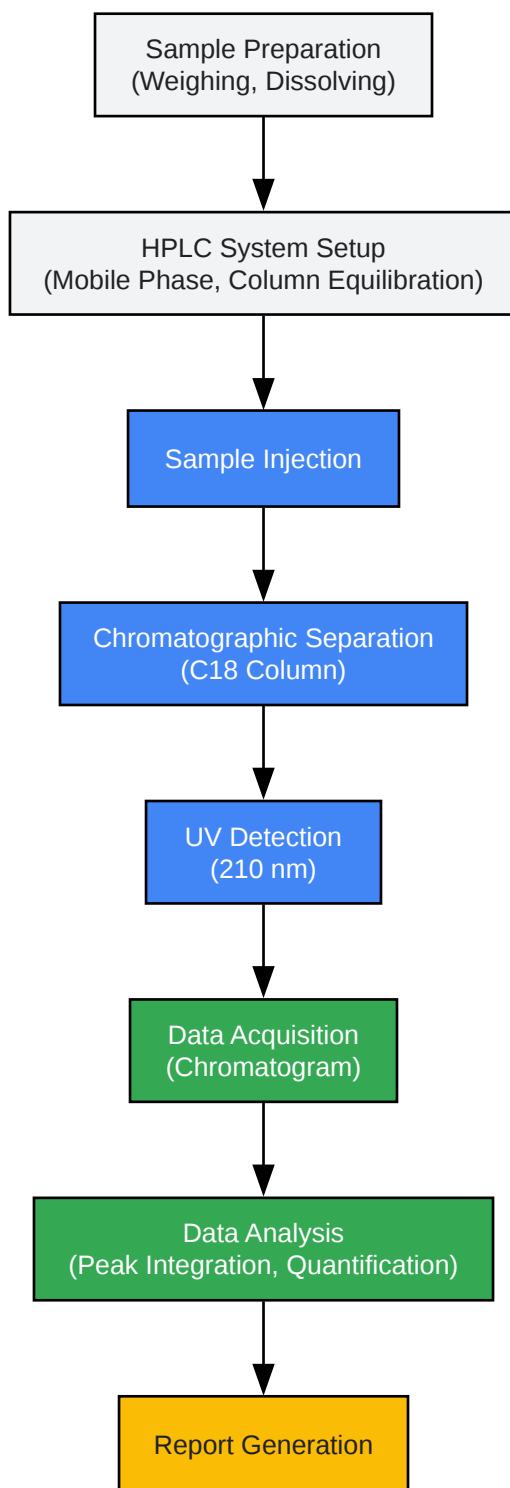 Sample Preparation
(Weighing, Dissolving)
HPLC System Setup
(Mobile Phase, Column Equilibration)
Sample Injection
Chromatographic Separation
(C18 Column)
UV Detection
(210 nm)
Data Acquisition
(Chromatogram)
Data Analysis
(Peak Integration, Quantification)
Report Generation